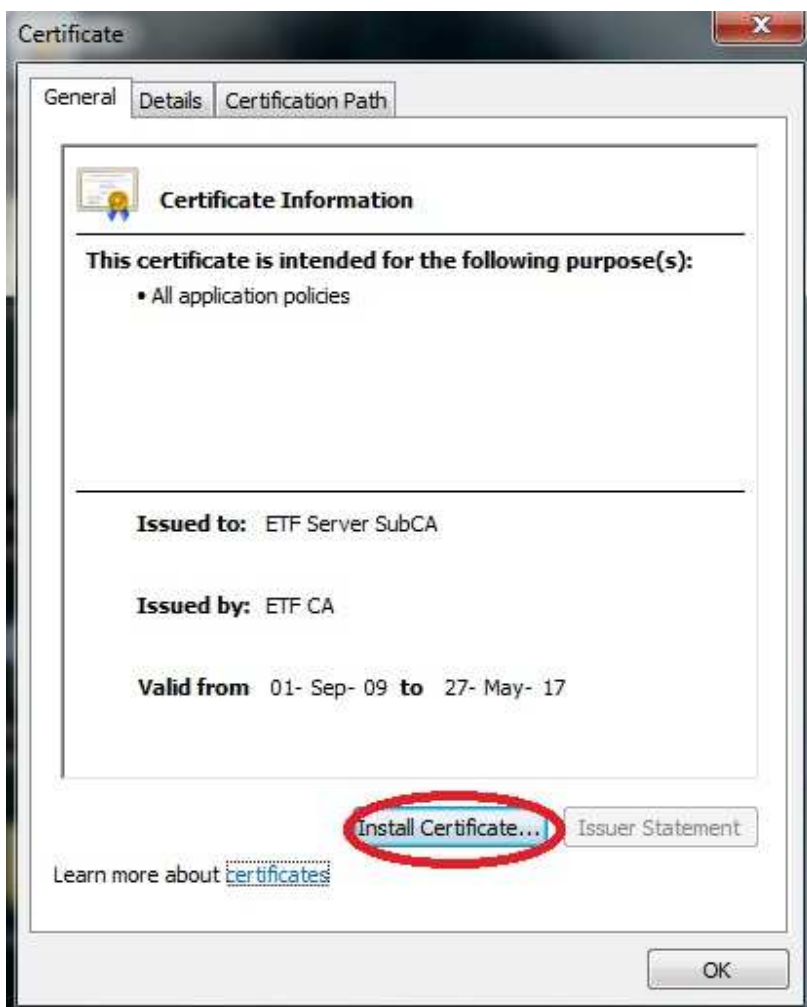 Certificate
General Details Certification Path
Certificate Information
This certificate is intended for the following purpose(s):
• All application policies
Issued to: ETF Server SubCA
Issued by: ETF CA
Valid from 01- Sep- 09 to 27- May- 17
Install Certificate... Issuer Statement
Learn more about certificates
OK